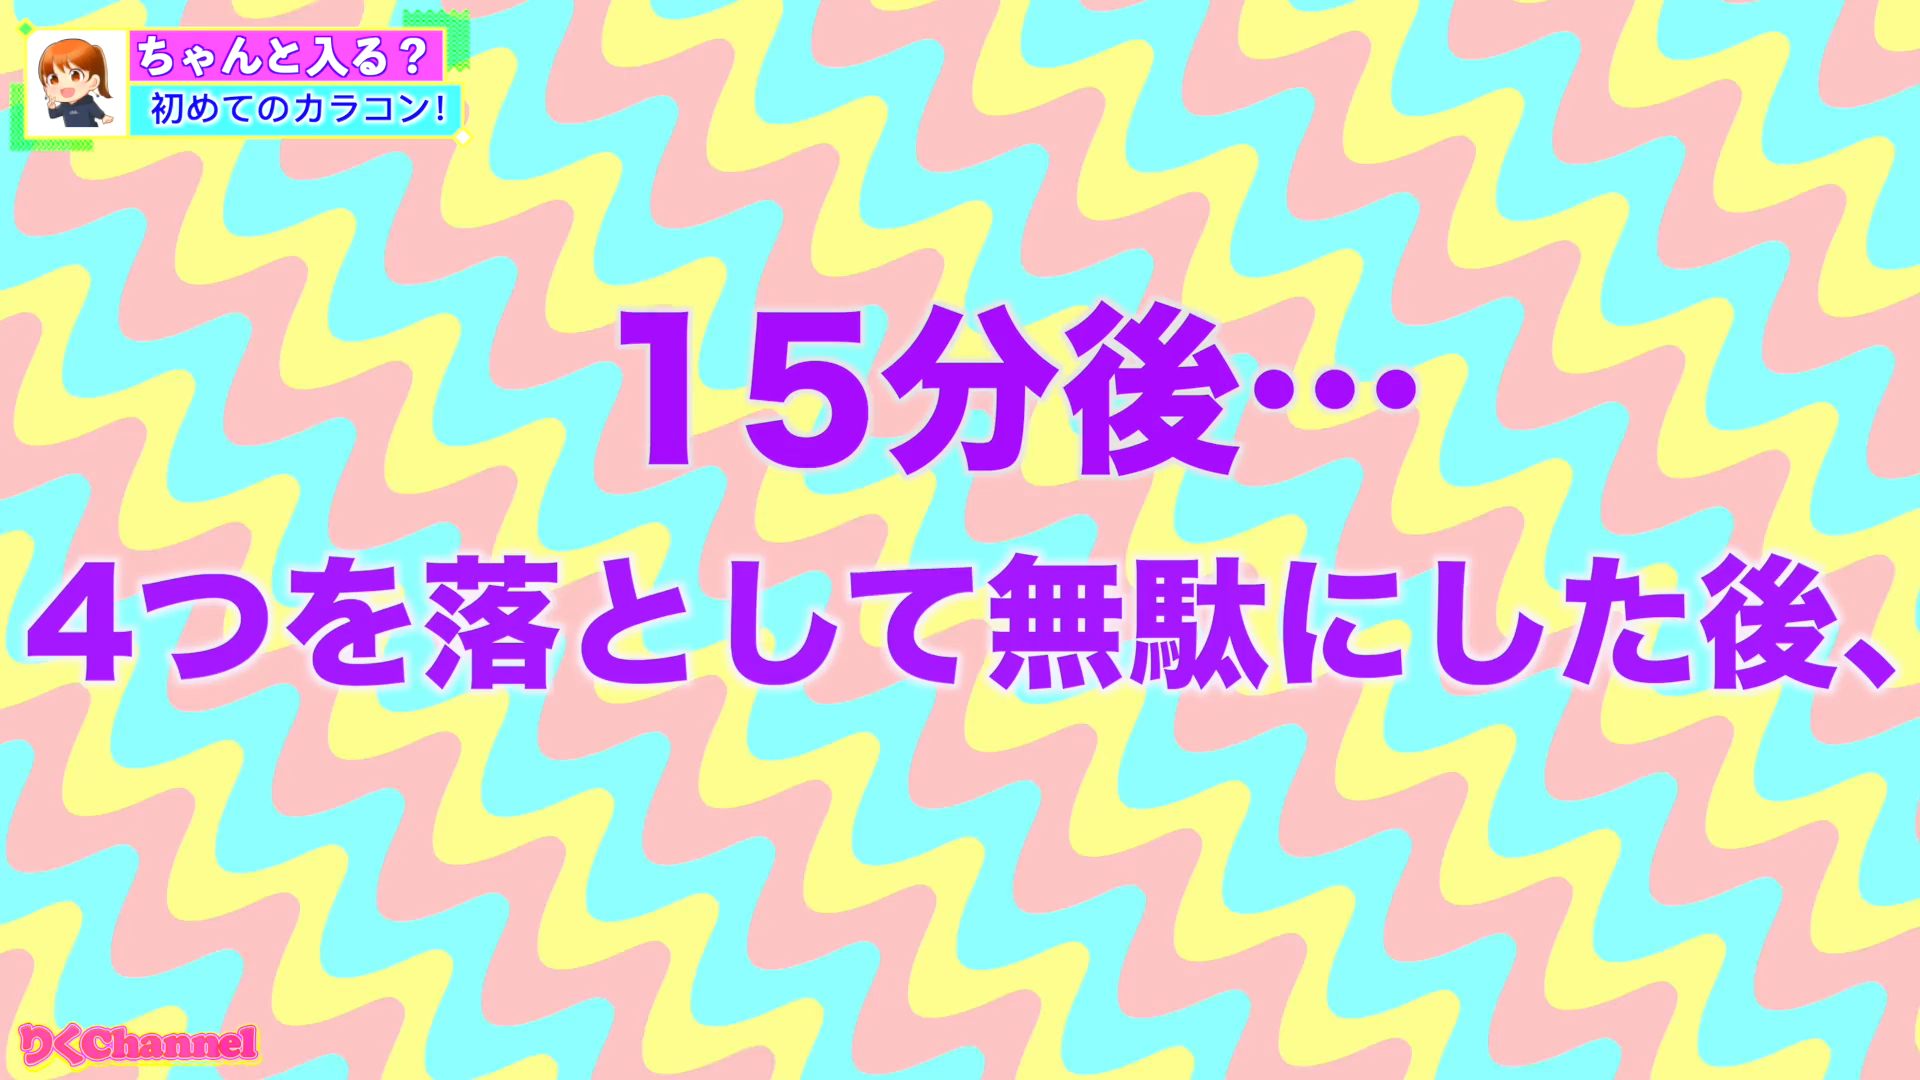 ちゃんと入る？
初めてのカラコン！
15分後…
4つを落として無駄にした後、
りくChannel